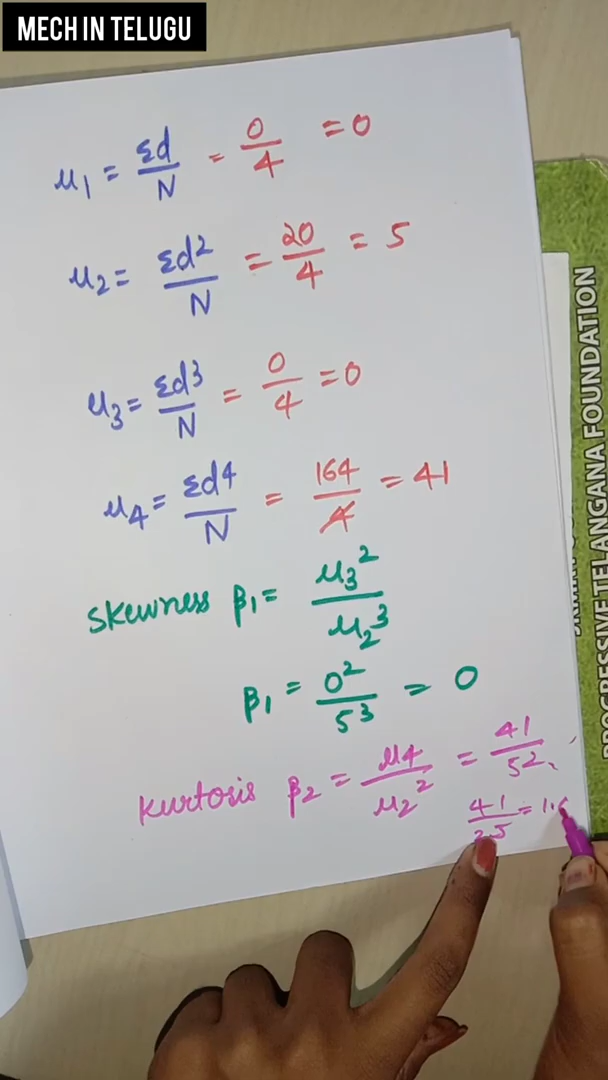 MECH IN TELUGU
μ1 = Σd/N = 0/4 = 0
μ2 = Σd2/N = 20/4 = 5
μ3 = Σd3/N = 0/4 = 0
μ4 = Σd4/N = 164/4 = 41
Skewness β1 = μ3²/μ2³
β1 = 0²/5³ = 0
Kurtosis β2 = μ4/μ2² = 41/5²
41/25 = 1.
PROGRESSIVE TELANGANA FOUNDATION